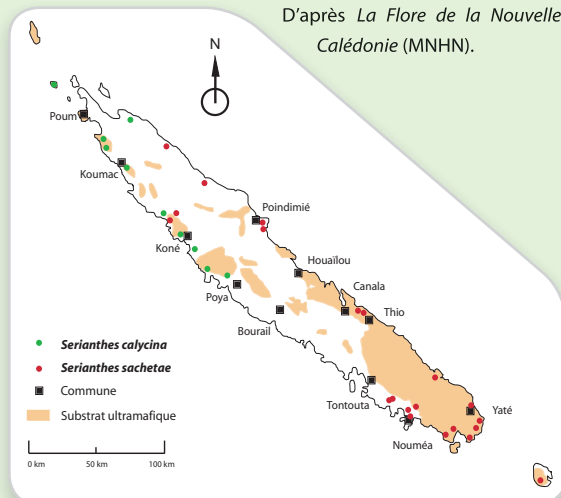 D'après La Flore de la Nouvelle
Calédonie (MNHN).
N
Poum
Koumac
Poindimié
Koné
Houaïlou
Canala
Poya
Thio
Bourail
Serianthes calycina
Serianthes sachetae
Commune
Substrat ultramafique
Tontouta
Yaté
Nouméa
0 km 50 km 100 km